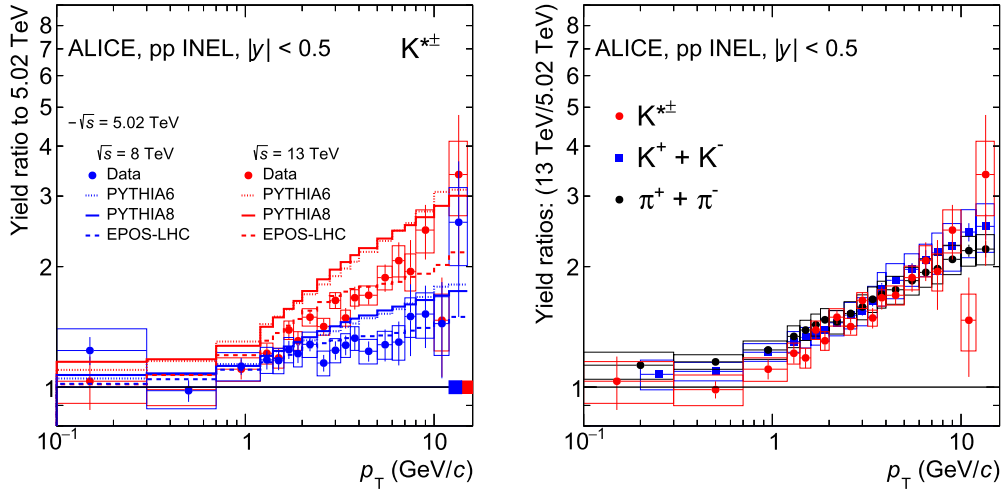 ALICE, pp INEL, |y| < 0.5 K*±
−√s = 5.02 TeV
√s = 8 TeV √s = 13 TeV
Data Data
PYTHIA6 PYTHIA6
PYTHIA8 PYTHIA8
EPOS-LHC EPOS-LHC
Yield ratio to 5.02 TeV
8
7
6
5
4
3
2
1
10⁻¹ 1 10
pT (GeV/c)
ALICE, pp INEL, |y| < 0.5
K*±
K⁺ + K⁻
π⁺ + π⁻
Yield ratios: (13 TeV/5.02 TeV)
8
7
6
5
4
3
2
1
10⁻¹ 1 10
pT (GeV/c)